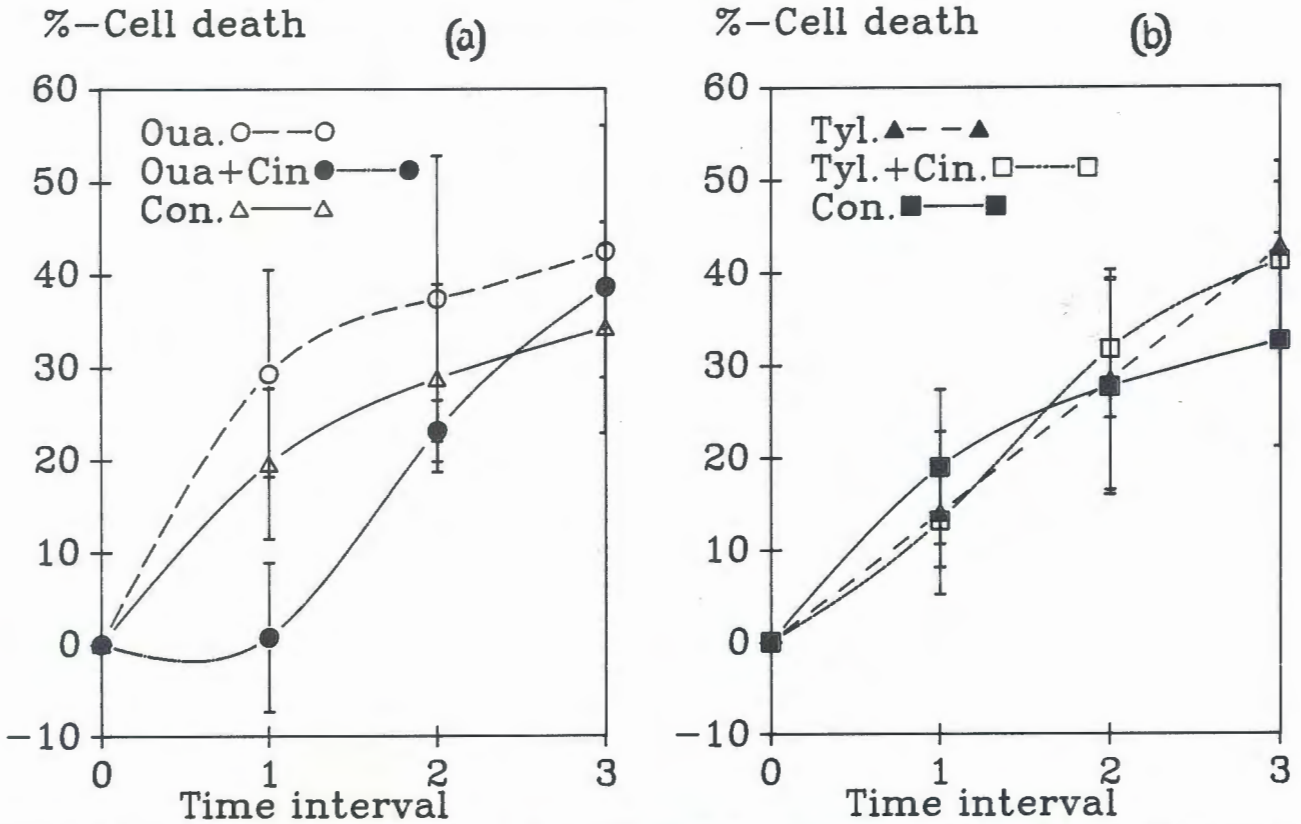 %-Cell death
(a)
60
50
40
30
20
10
0
-10
Oua.
Oua+Cin
Con.
0 1 2 3
Time interval
%-Cell death
(b)
60
50
40
30
20
10
0
-10
Tyl.
Tyl.+Cin.
Con.
0 1 2 3
Time interval